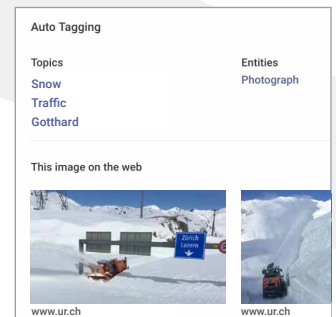 Auto Tagging
Topics
Entities
Snow
Photograph
Traffic
Gotthard
This image on the web
Zürich
Luzern
www.ur.ch
www.ur.ch